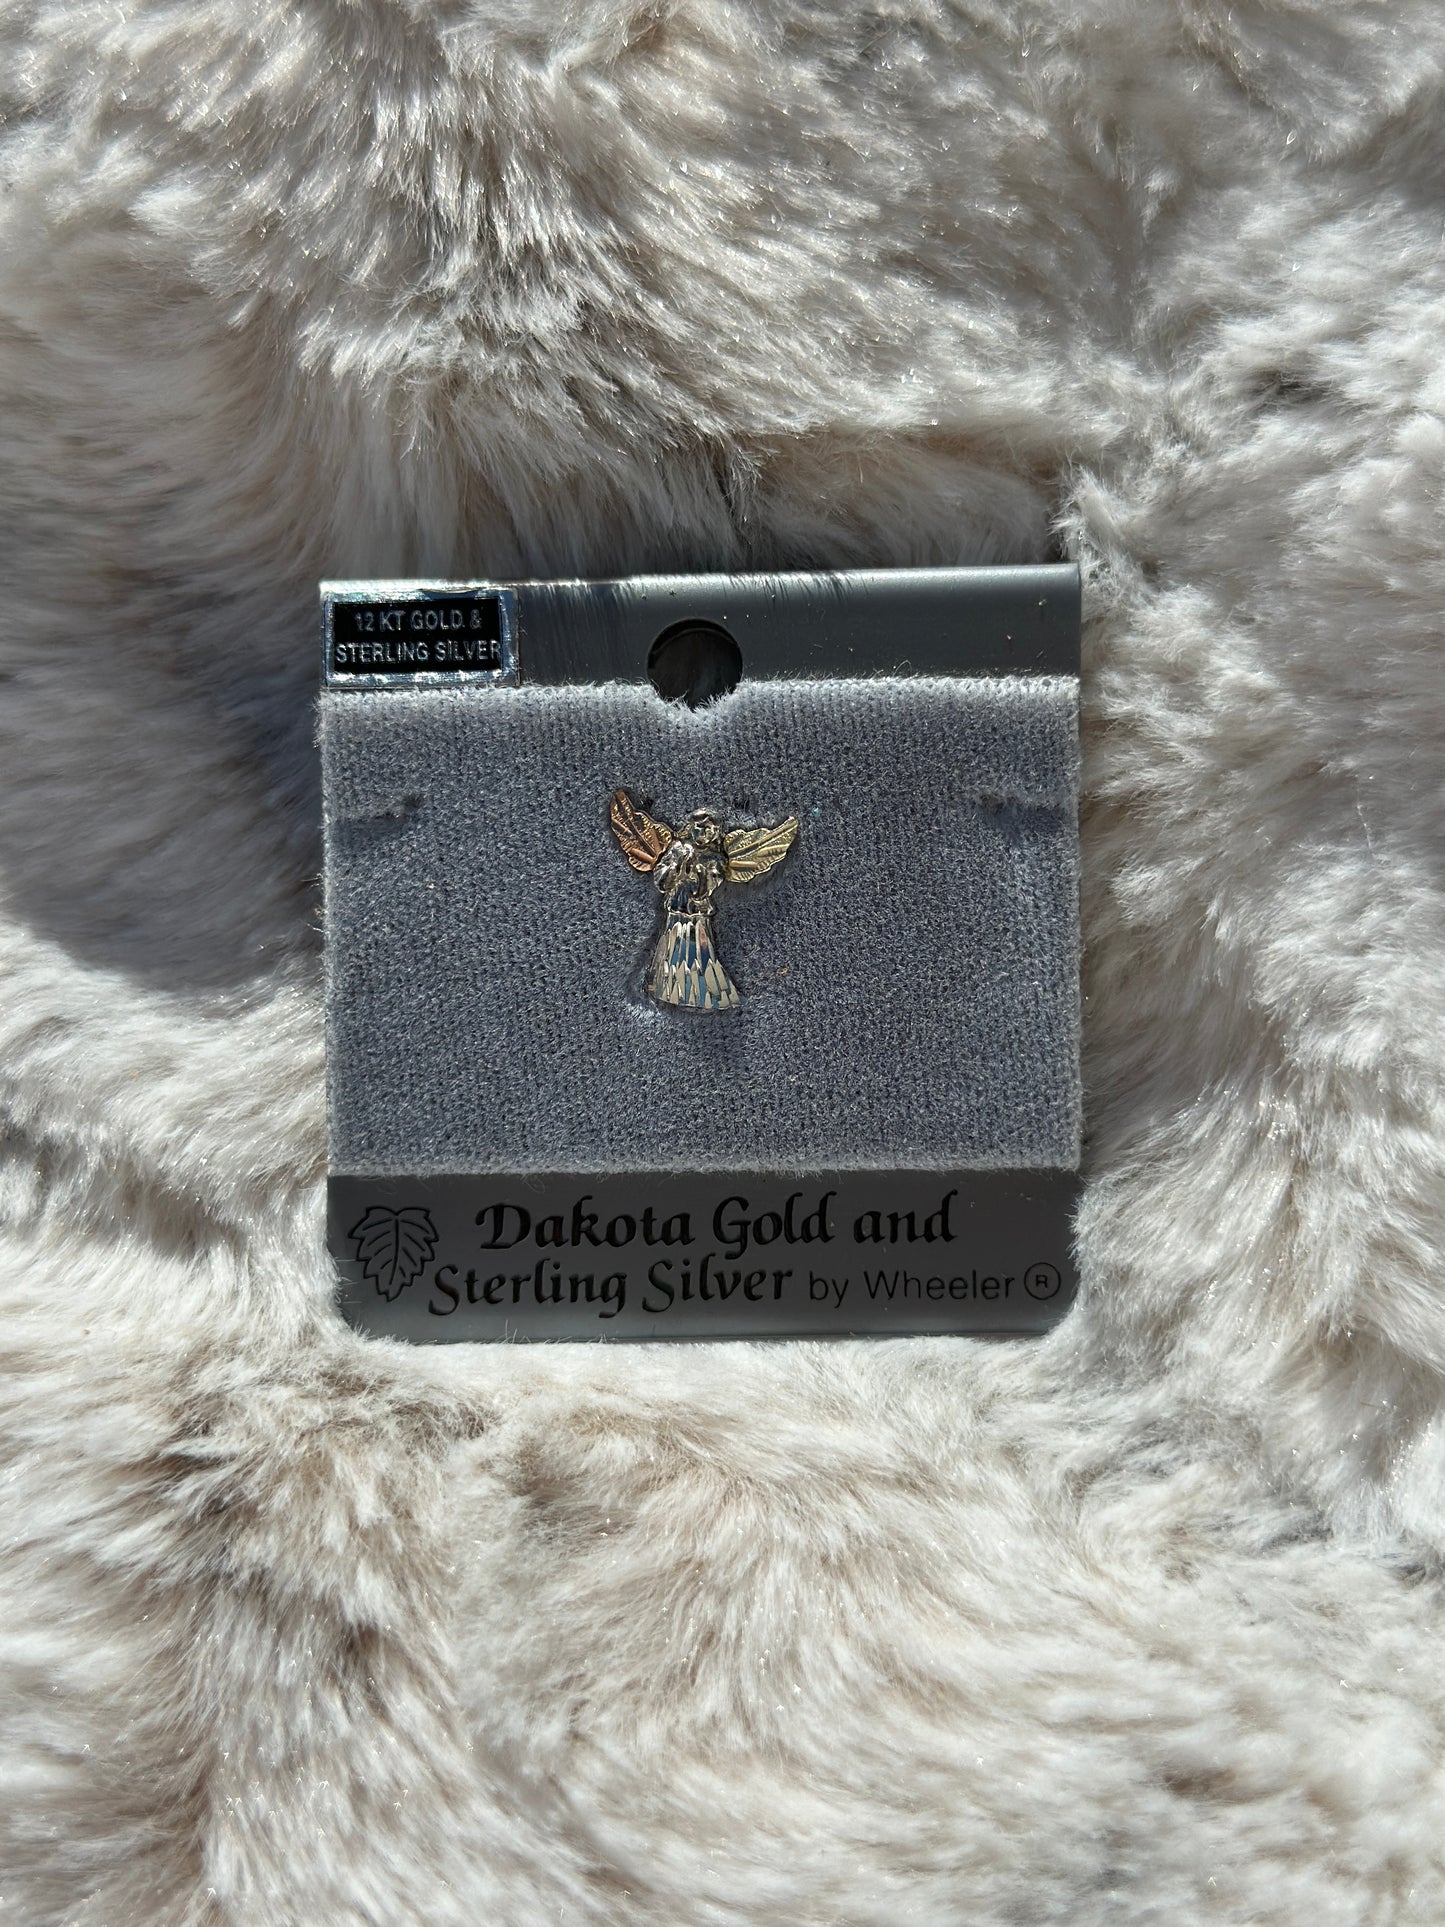 12 KT GOLD &
STERLING SILVER
Dakota Gold and
Sterling Silver by Wheeler ®